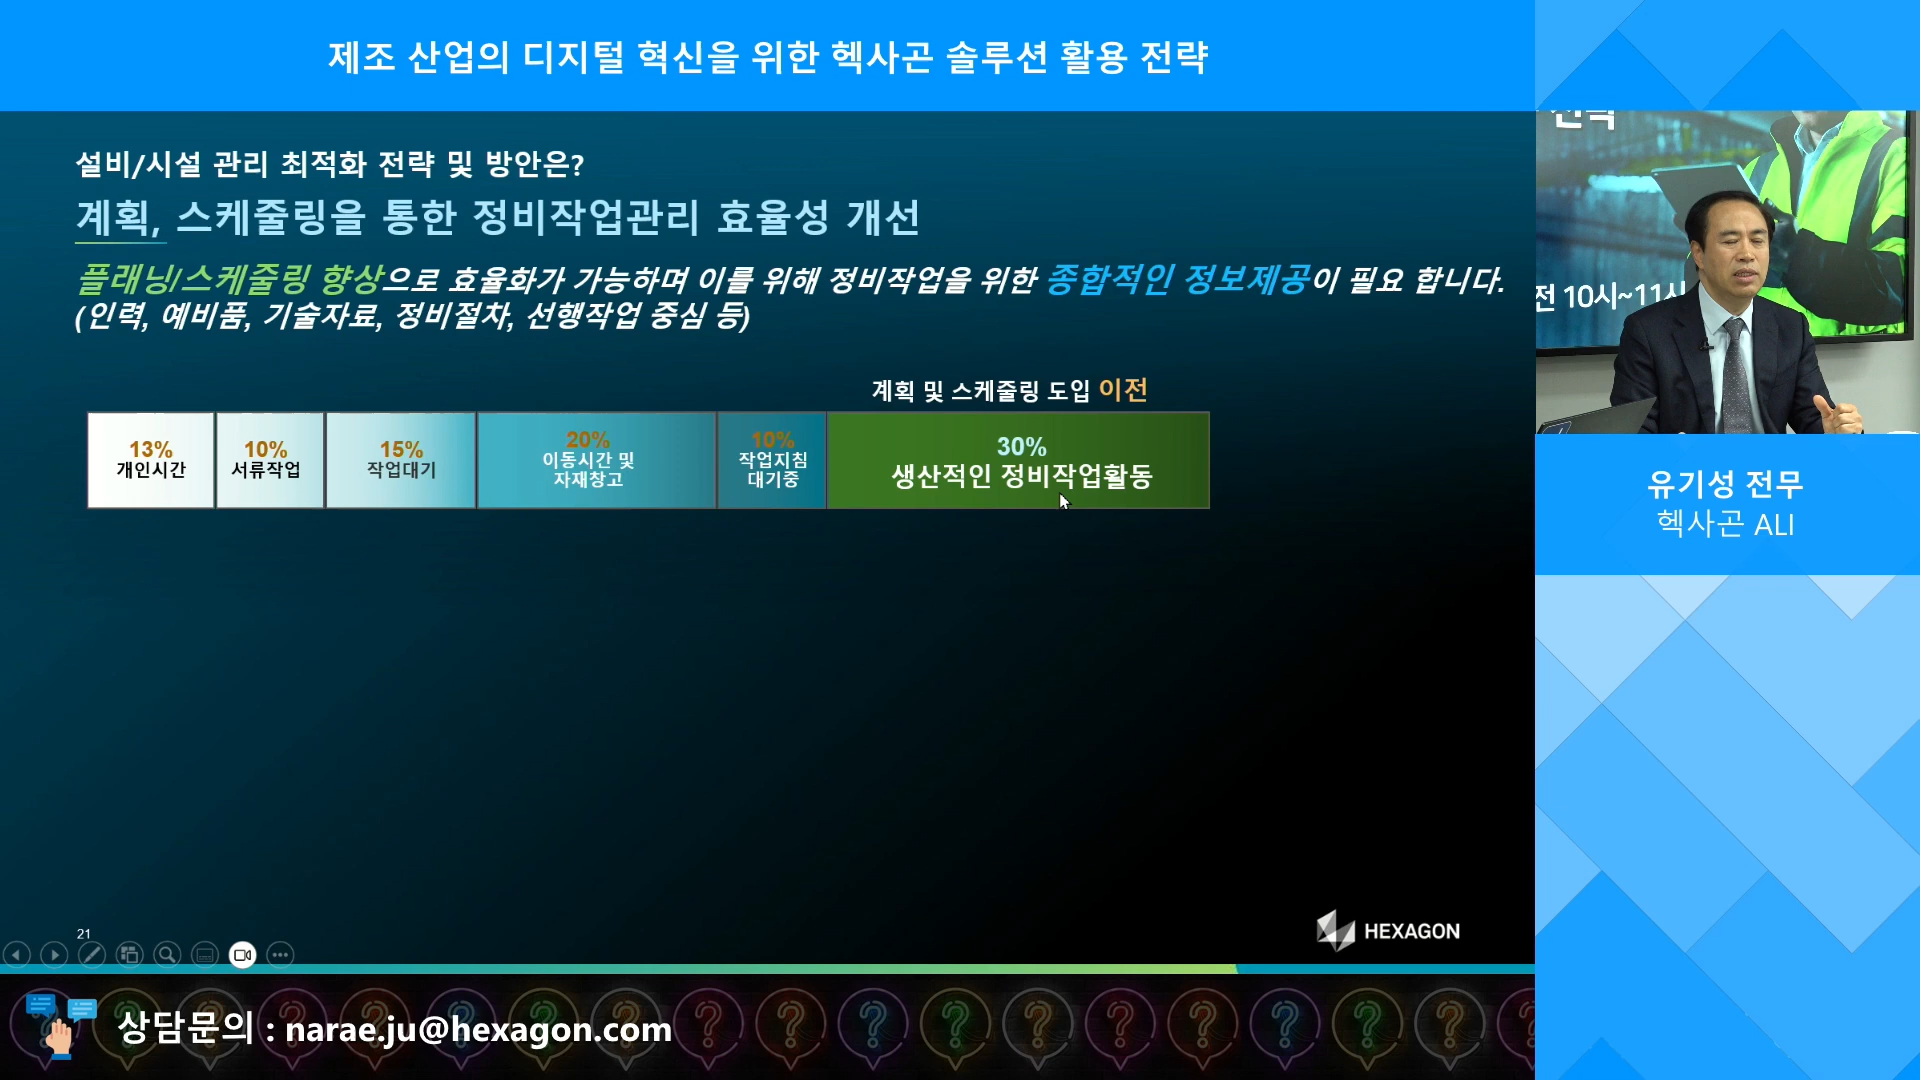 제조 산업의 디지털 혁신을 위한 헥사곤 솔루션 활용 전략
설비/시설 관리 최적화 전략 및 방안은?
계획, 스케줄링을 통한 정비작업관리 효율성 개선
플래닝/스케줄링 향상으로 효율화가 가능하며 이를 위해 정비작업을 위한 종합적인 정보제공이 필요 합니다.
(인력, 예비품, 기술자료, 정비절차, 선행작업 중심 등)
계획 및 스케줄링 도입 이전
13%
개인시간
10%
서류작업
15%
작업대기
20%
이동시간 및
자재창고
10%
작업지침
대기중
30%
생산적인 정비작업활동
21
HEXAGON
전 10시~11시
유기성 전무
헥사곤 ALI
상담문의 : narae.ju@hexagon.com